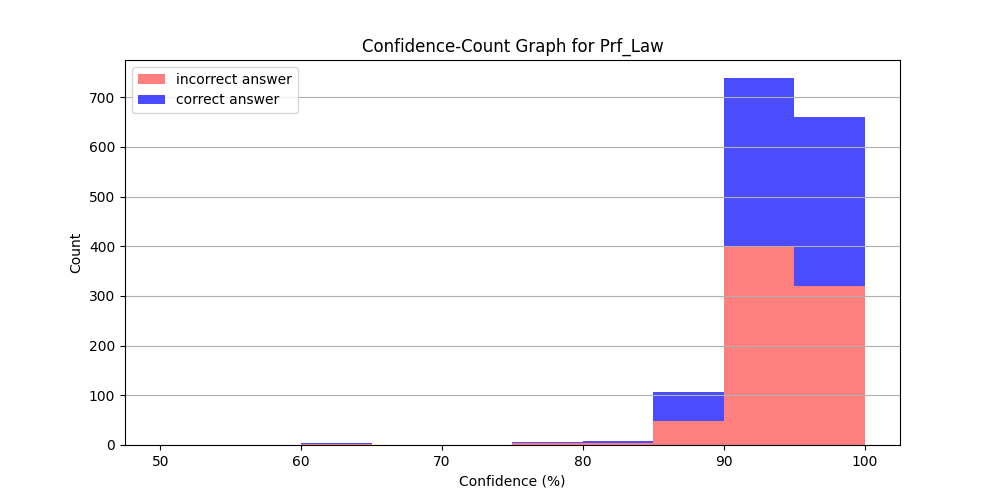 Confidence-Count Graph for Prf_Law
incorrect answer
correct answer
700
600
500
400
300
200
100
0
Count
50 60 70 80 90 100
Confidence (%)